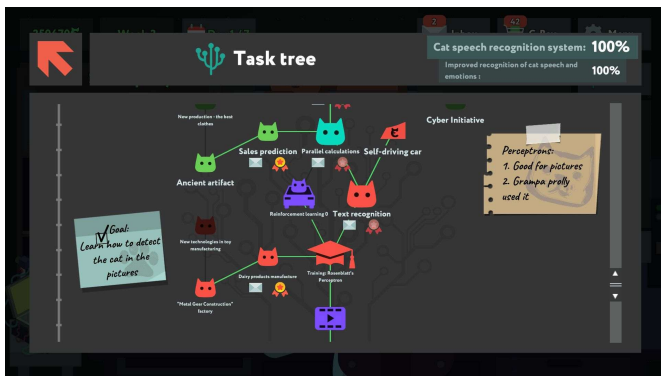 2
42
Task tree
Cat speech recognition system: 100%
Improved recognition of cat speech and
emotions :
100%
New production - the best
clothes
Cyber Initiative
Sales prediction
Parallel calculations
Self-driving car
Ancient artifact
Perceptrons:
1. Good for pictures
2. Grampa prolly
used it
Reinforcement learning 0
Text recognition
Goal:
Learn how to detect
the cat in the
pictures
New technologies in toy
manufacturing
Dairy products manufacture
Training: Rosenblatt's
Perceptron
"Metal Gear Construction"
factory